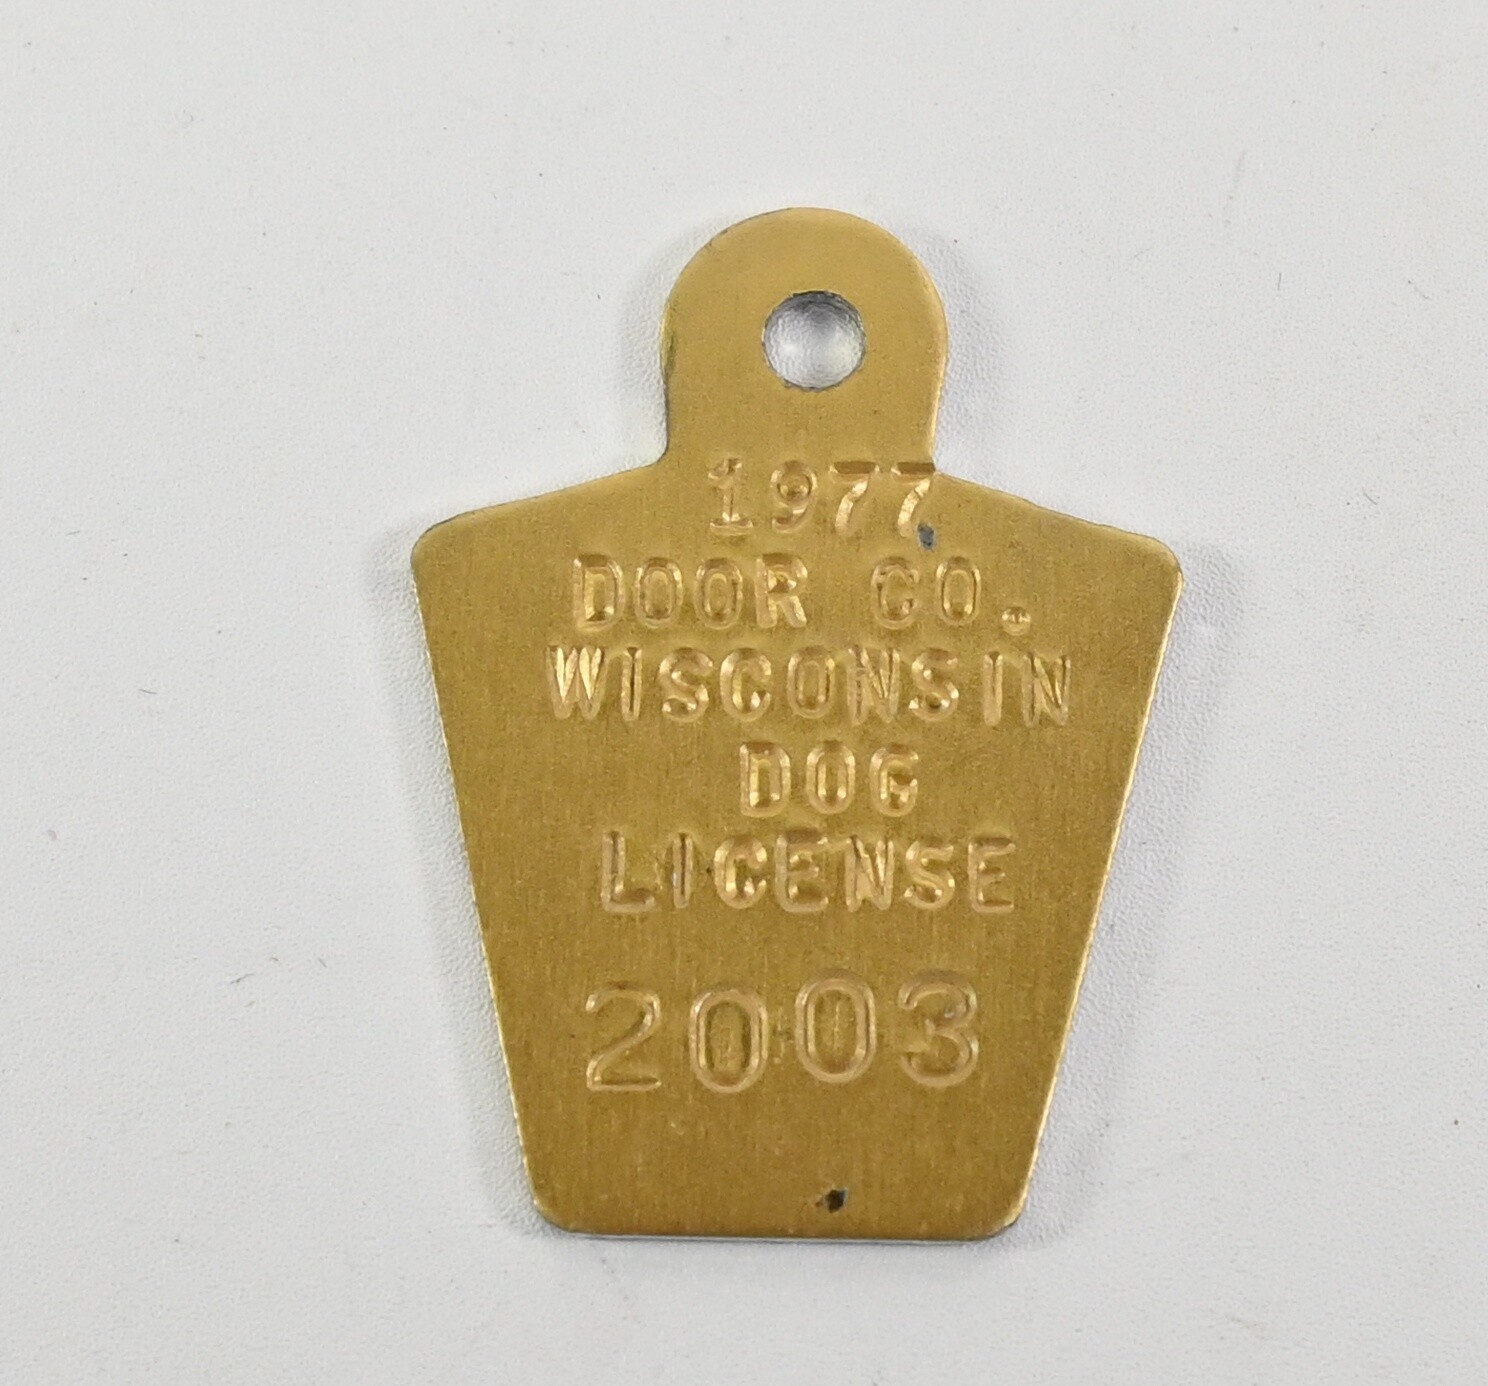 1977
DOOR CO.
WISCONSIN
DOG
LICENSE
2003